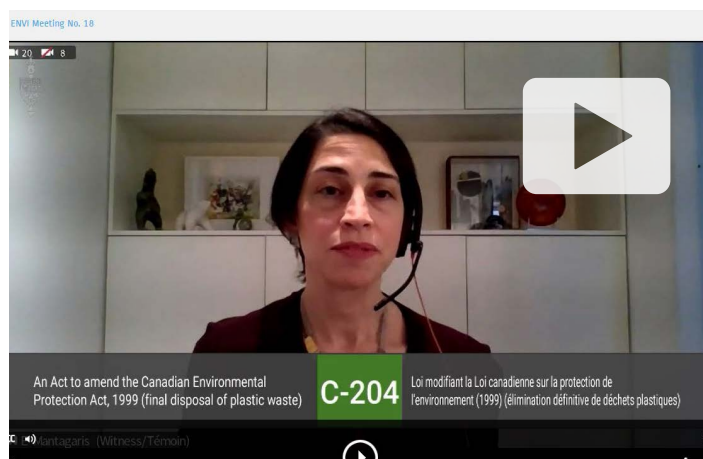 ENVI Meeting No. 18
20 8
An Act to amend the Canadian Environmental
Protection Act, 1999 (final disposal of plastic waste)
C-204
Loi modifiant la Loi canadienne sur la protection de
l'environnement (1999) (élimination définitive de déchets plastiques)
Mantagaris (Witness/Témoin)